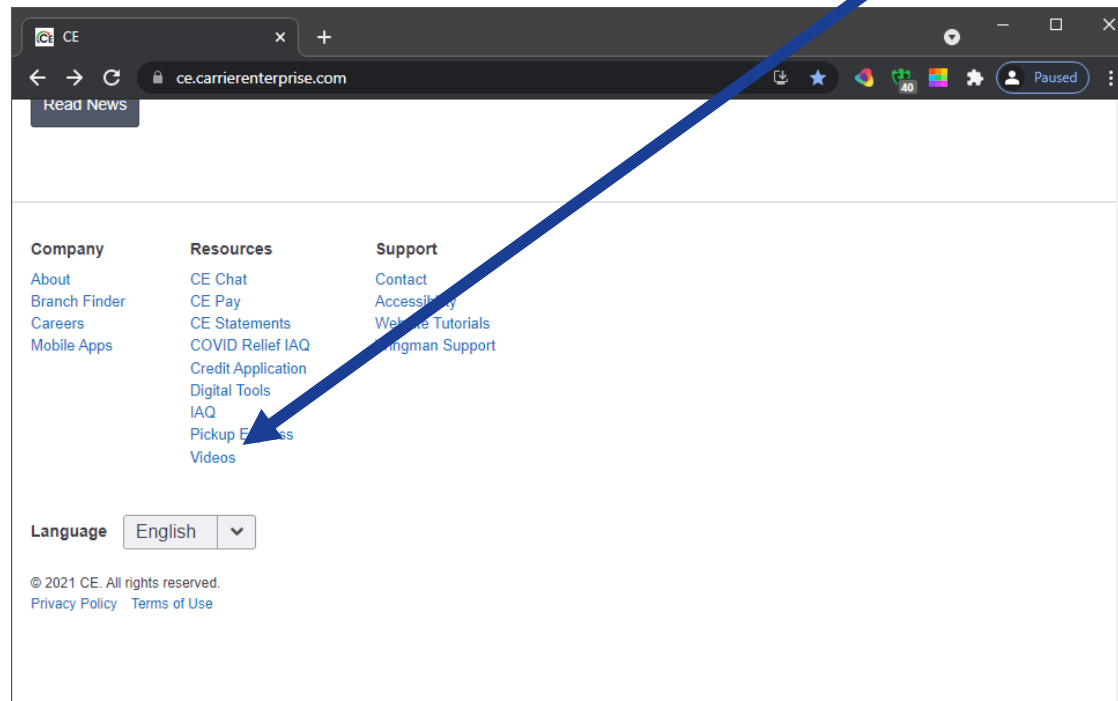 CE CE
ce.carrierenterprise.com
40
Paused
Read News
Company
About
Branch Finder
Careers
Mobile Apps
Resources
CE Chat
CE Pay
CE Statements
COVID Relief IAQ
Credit Application
Digital Tools
IAQ
Pickup
Videos
Support
Contact
Accessibility
Website Tutorials
Support
Language English
© 2021 CE. All rights reserved.
Privacy Policy Terms of Use